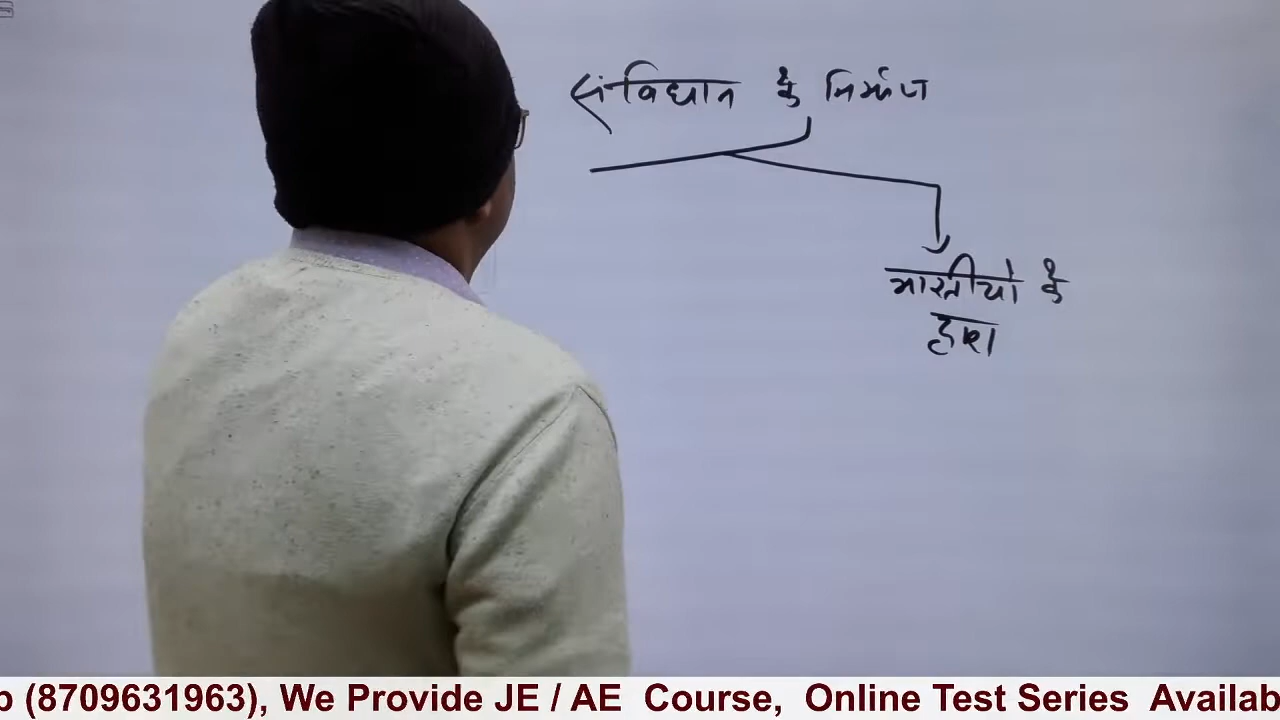 संविधान के निर्माण
भारतीयों के
द्वारा
p (8709631963), We Provide JE / AE Course, Online Test Series Availab